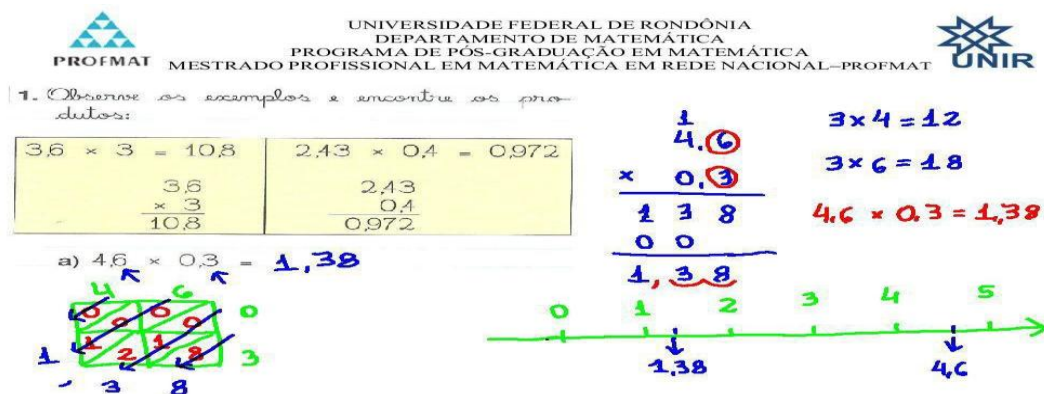 UNIVERSIDADE FEDERAL DE RONDÔNIA
DEPARTAMENTO DE MATEMÁTICA
PROGRAMA DE PÓS-GRADUAÇÃO EM MATEMÁTICA
MESTRADO PROFISSIONAL EM MATEMÁTICA EM REDE NACIONAL–PROFMAT
PROFMAT
UNIR
1. Observe os exemplos e encontre os pro-
dutos:
3,6 × 3 = 10,8
3,6
× 3
10,8
2,43 × 0,4 = 0,972
2,43
0,4
0,972
a) 4,6 × 0,3 = 1,38
4 6
0 0 0
0 0
1 1
1 2 8 3
, 3 8
1
4,6
× 0,3
1 3 8
0 0
1,3 8
3 x 4 = 12
3 x 6 = 18
4,6 x 0,3 = 1,38
0 1 2 3 4 5
1,38 4,6